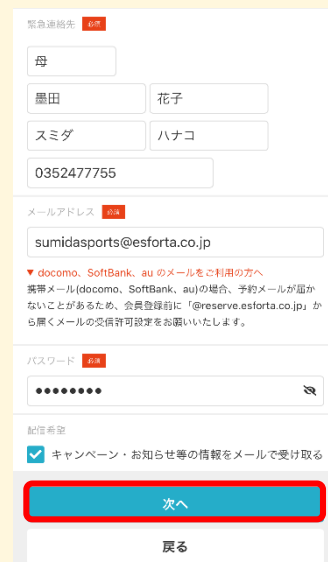 緊急連絡先 必須
母
墨田 花子
スミダ ハナコ
0352477755
メールアドレス 必須
sumidasports@esforta.co.jp
▼ docomo、SoftBank、au のメールをご利用の方へ
携帯メール(docomo、SoftBank、au)の場合、予約メールが届か
ないことがあるため、会員登録前に「@reserve.esforta.co.jp」か
ら届くメールの受信許可設定をお願いいたします。
パスワード 必須
●●●●●●●●
配信希望
キャンペーン・お知らせ等の情報をメールで受け取る
次へ
戻る